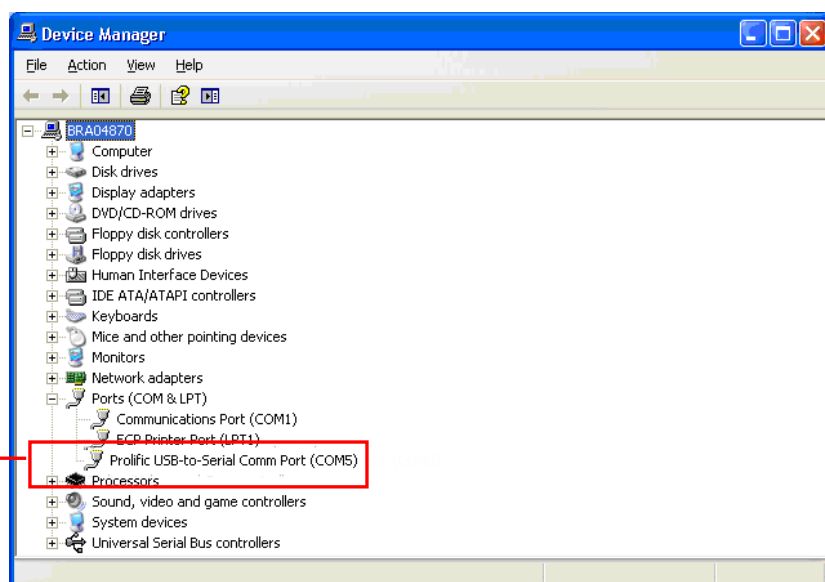 Device Manager
File Action View Help
BRA04870
Computer
Disk drives
Display adapters
DVD/CD-ROM drives
Floppy disk controllers
Floppy disk drives
Human Interface Devices
IDE ATA/ATAPI controllers
Keyboards
Mice and other pointing devices
Monitors
Network adapters
Ports (COM & LPT)
Communications Port (COM1)
ECP Printer Port (LPT1)
Prolific USB-to-Serial Comm Port (COM5)
Processors
Sound, video and game controllers
System devices
Universal Serial Bus controllers